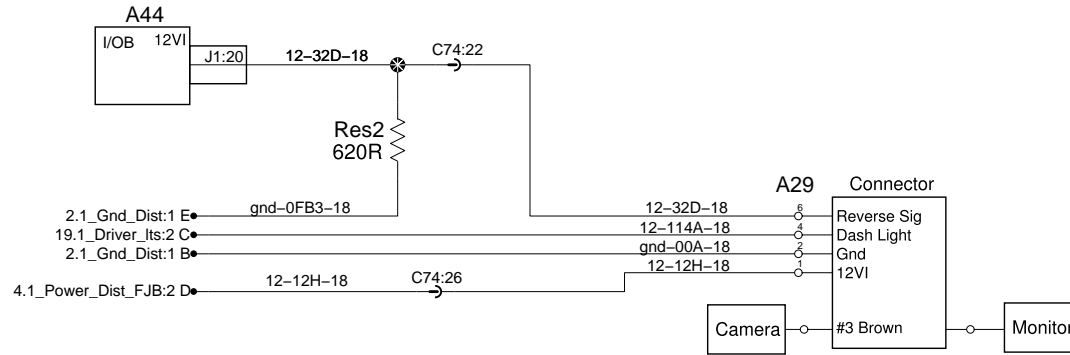 A44
I/OB 12VI
J1:20
12-32D-18
C74:22
Res2
620R
A29
Connector
2.1_Gnd_Dist:1 E
gnd-0FB3-18
12-32D-18
6
Reverse Sig
19.1_Driver_lts:2 C
12-114A-18
4
Dash Light
2.1_Gnd_Dist:1 B
gnd-00A-18
2
Gnd
12-12H-18
1
12VI
4.1_Power_Dist_FJB:2 D
12-12H-18
C74:26
Camera
#3 Brown
Monitor